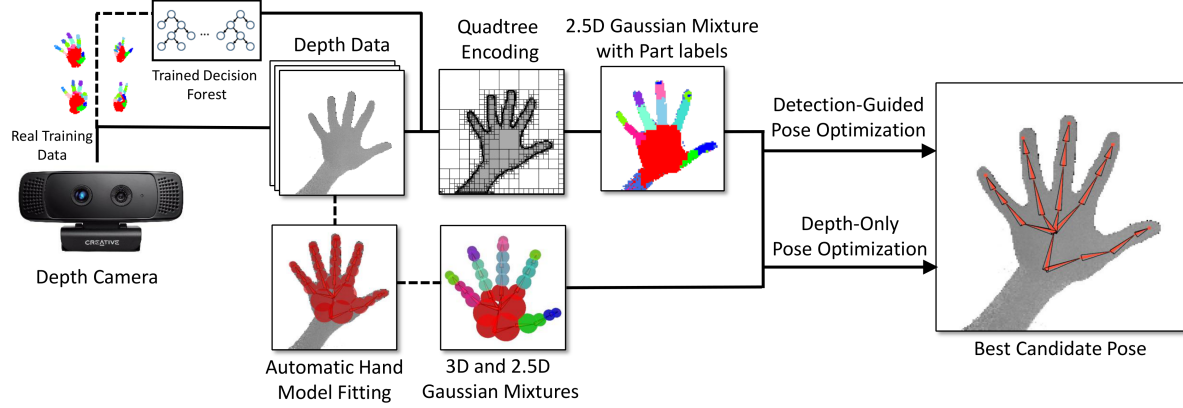 Trained Decision
Forest
Real Training
Data
CREATIVE
Depth Camera
Depth Data
Quadtree
Encoding
2.5D Gaussian Mixture
with Part labels
Automatic Hand
Model Fitting
3D and 2.5D
Gaussian Mixtures
Detection-Guided
Pose Optimization
Depth-Only
Pose Optimization
Best Candidate Pose